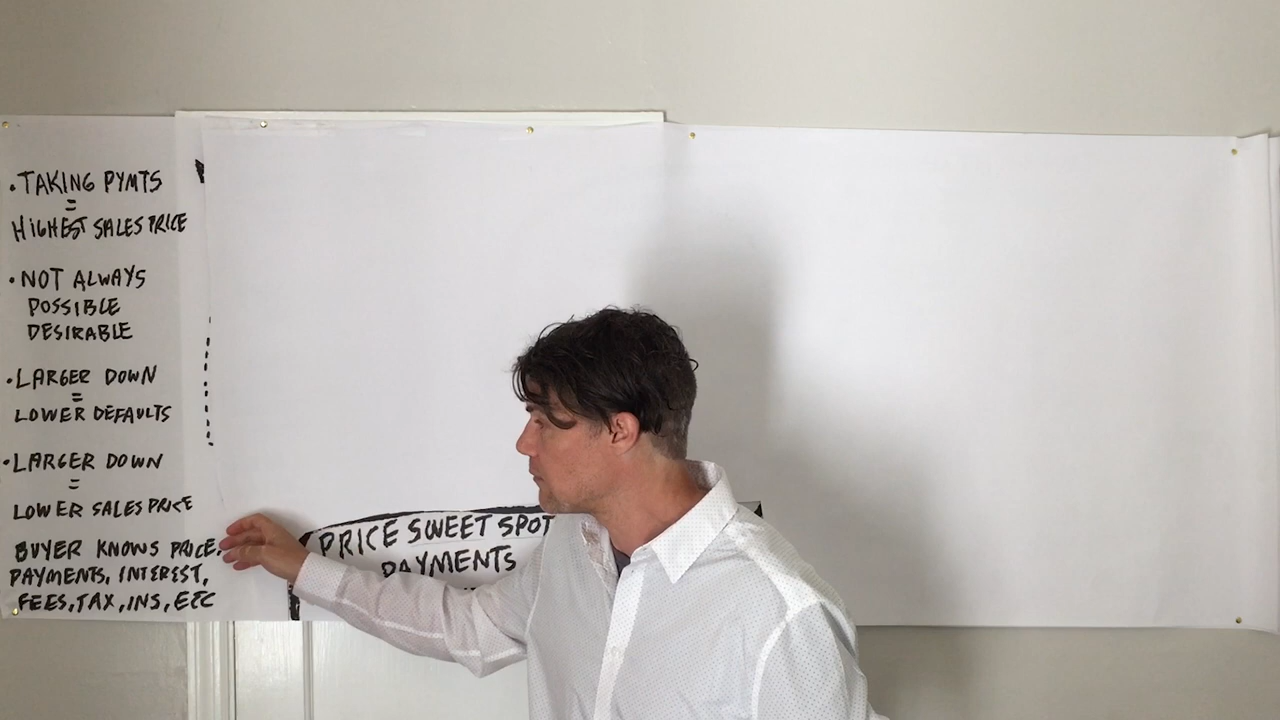 • TAKING PYMTS
=
HIGHEST SALES PRICE
• NOT ALWAYS
POSSIBLE
DESIRABLE
• LARGER DOWN
=
LOWER DEFAULTS
• LARGER DOWN
=
LOWER SALES PRICE
BUYER KNOWS PRICE,
PAYMENTS, INTEREST,
FEES, TAX, INS, ETC
PRICE SWEET SPOT
PAYMENTS